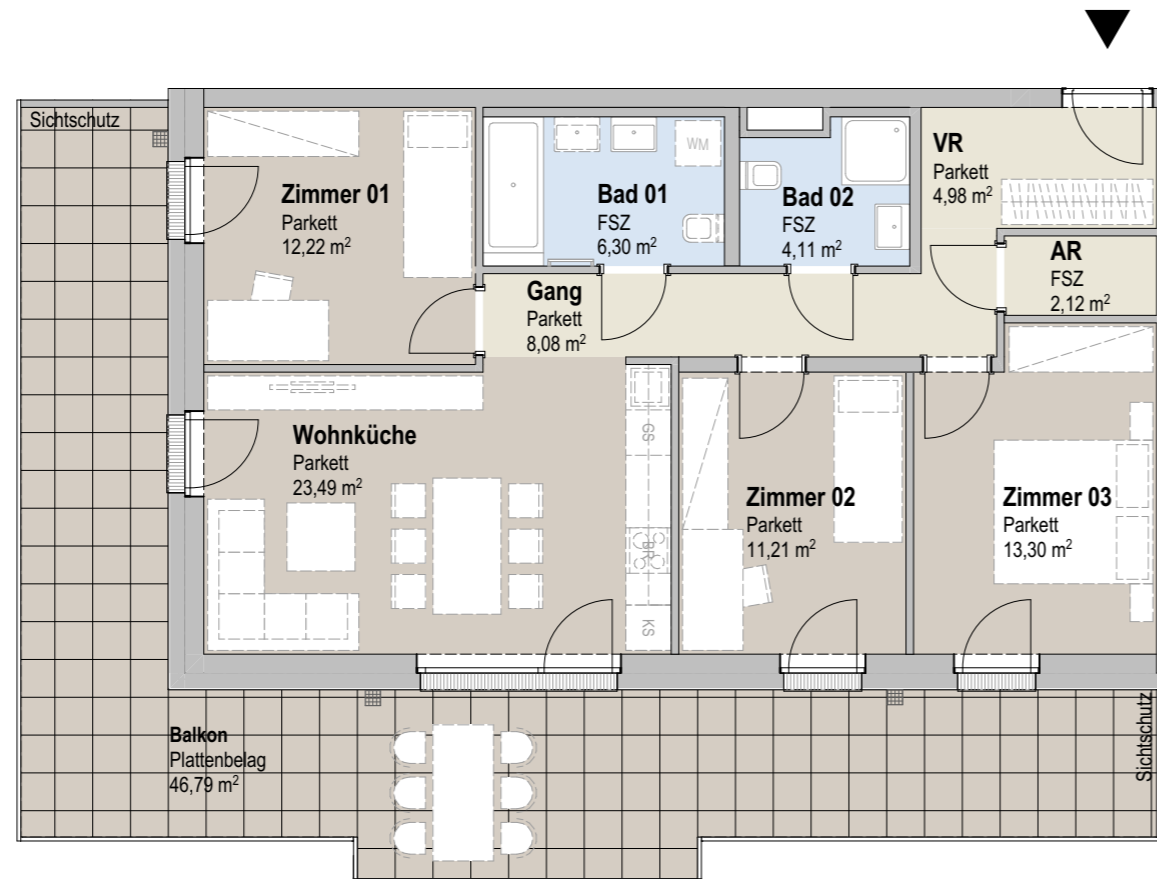 Sichtschutz
Zimmer 01
Parkett
12,22 m²
Bad 01
FSZ
6,30 m²
WM
Bad 02
FSZ
4,11 m²
VR
Parkett
4,98 m²
AR
FSZ
2,12 m²
Gang
Parkett
8,08 m²
Wohnküche
Parkett
23,49 m²
GS
BR
KS
Zimmer 02
Parkett
11,21 m²
Zimmer 03
Parkett
13,30 m²
Balkon
Plattenbelag
46,79 m²
Sichtschutz